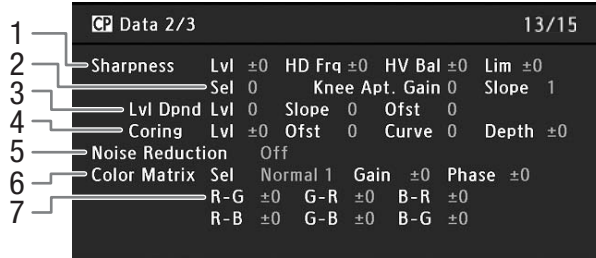 CP Data 2/3 13/15
1 Sharpness Lvl ±0 HD Frq ±0 HV Bal ±0 Lim ±0
2 Sel 0 Knee Apt. Gain 0 Slope 1
3 Lvl Dpnd Lvl 0 Slope 0 Ofst 0
4 Coring Lvl ±0 Ofst 0 Curve 0 Depth ±0
5 Noise Reduction Off
6 Color Matrix Sel Normal 1 Gain ±0 Phase ±0
7 R-G ±0 G-R ±0 B-R ±0
R-B ±0 G-B ±0 B-G ±0